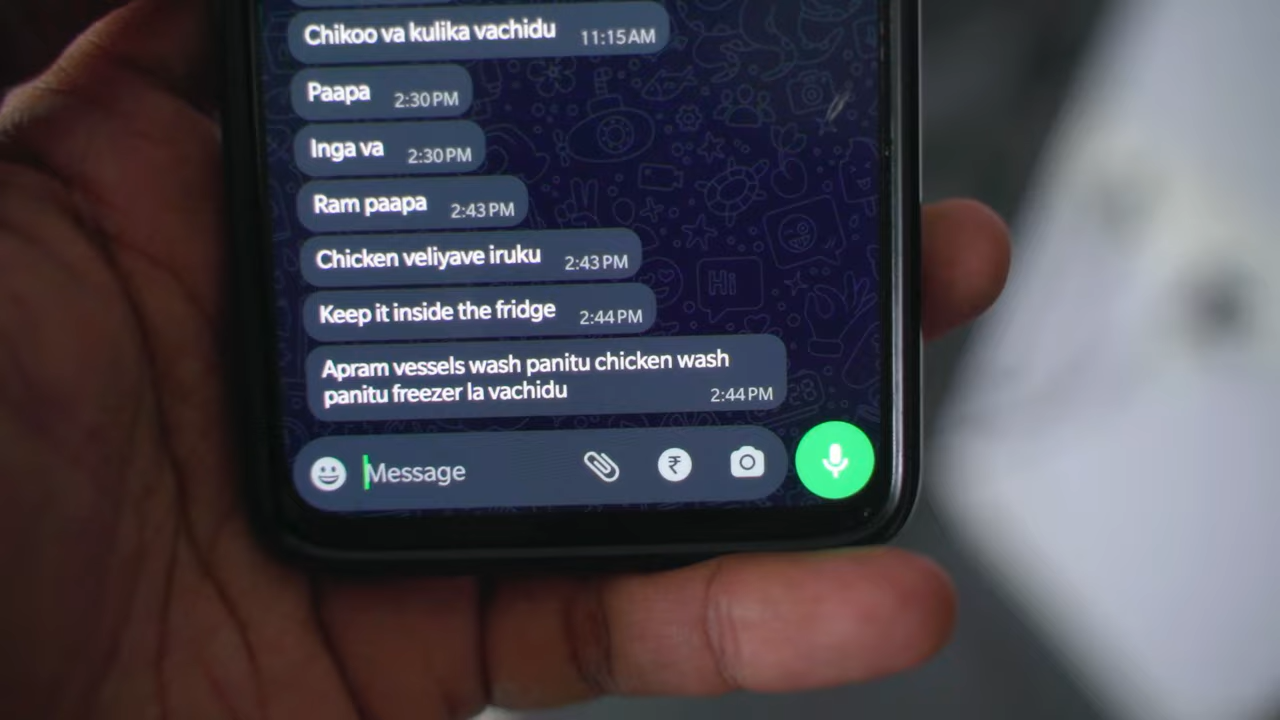 Chikoo va kulika vachidu 11:15 AM
Paapa 2:30 PM
Inga va 2:30 PM
Ram paapa 2:43 PM
Chicken veliyave iruku 2:43 PM
Keep it inside the fridge 2:44 PM
Apram vessels wash panitu chicken wash
panitu freezer la vachidu 2:44 PM
Hi
Message ₹